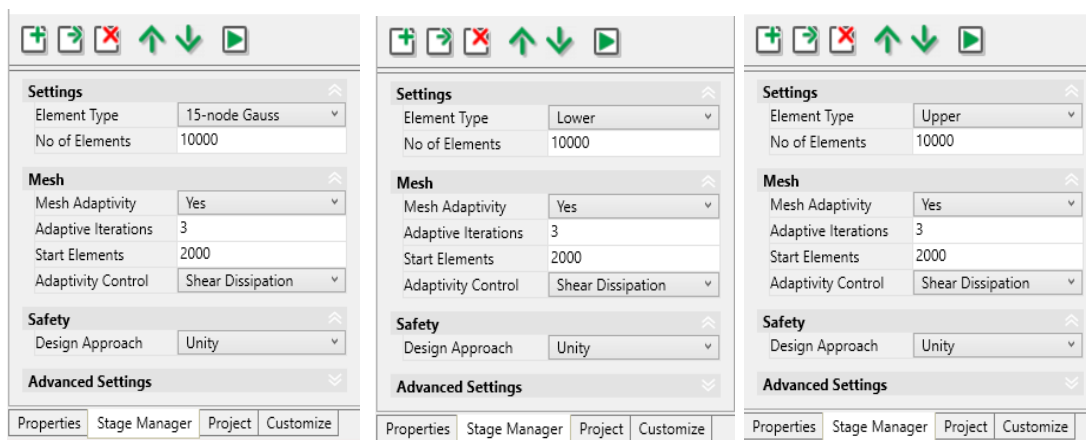 Settings
Element Type 15-node Gauss
No of Elements 10000
Mesh
Mesh Adaptivity Yes
Adaptive Iterations 3
Start Elements 2000
Adaptivity Control Shear Dissipation
Safety
Design Approach Unity
Advanced Settings
Properties Stage Manager Project Customize
Settings
Element Type Lower
No of Elements 10000
Mesh
Mesh Adaptivity Yes
Adaptive Iterations 3
Start Elements 2000
Adaptivity Control Shear Dissipation
Safety
Design Approach Unity
Advanced Settings
Properties Stage Manager Project Customize
Settings
Element Type Upper
No of Elements 10000
Mesh
Mesh Adaptivity Yes
Adaptive Iterations 3
Start Elements 2000
Adaptivity Control Shear Dissipation
Safety
Design Approach Unity
Advanced Settings
Properties Stage Manager Project Customize